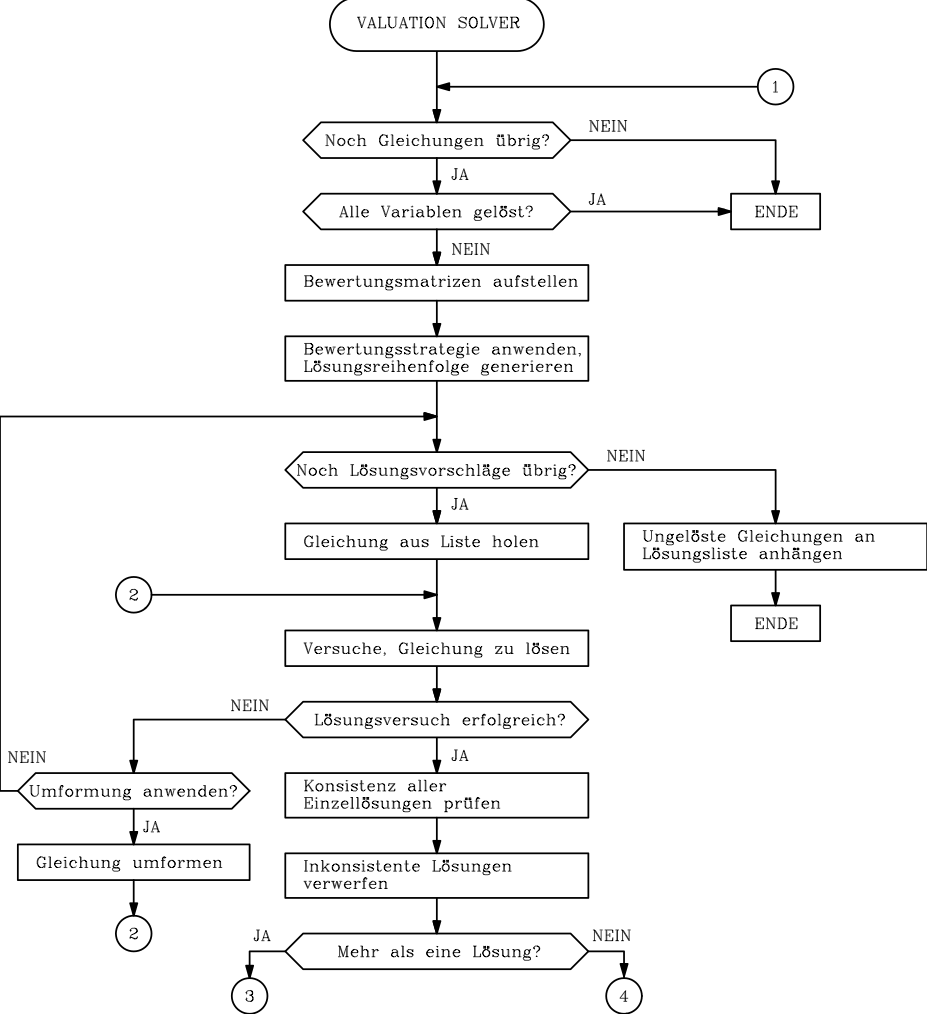 VALUATION SOLVER
1
Noch Gleichungen übrig?
NEIN
JA
Alle Variablen gelöst?
JA
ENDE
NEIN
Bewertungsmatrizen aufstellen
Bewertungsstrategie anwenden,
Lösungsreihenfolge generieren
Noch Lösungsvorschläge übrig?
NEIN
JA
Gleichung aus Liste holen
Ungelöste Gleichungen an
Lösungsliste anhängen
2
ENDE
Versuche, Gleichung zu lösen
NEIN
Lösungsversuch erfolgreich?
JA
NEIN
Umformung anwenden?
Konsistenz aller
Einzellösungen prüfen
JA
Gleichung umformen
Inkonsistente Lösungen
verwerfen
2
JA
Mehr als eine Lösung?
NEIN
3
4